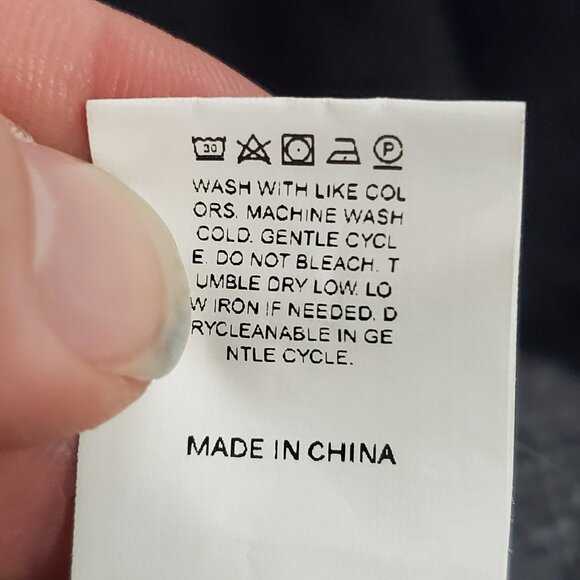 30 P
WASH WITH LIKE COL
ORS. MACHINE WASH
COLD. GENTLE CYCL
E. DO NOT BLEACH. T
UMBLE DRY LOW. LO
W IRON IF NEEDED. D
RYCLEANABLE IN GE
NTLE CYCLE.
MADE IN CHINA